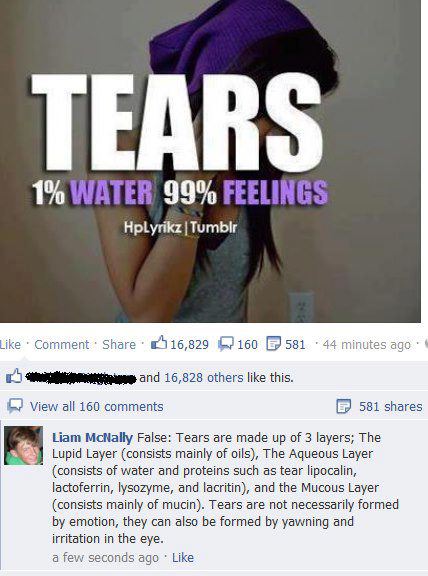 TEARS
1% WATER 99% FEELINGS
HpLyrikz | Tumblr
Like · Comment · Share · 16,829 160 581 · 44 minutes ago ·
and 16,828 others like this.
View all 160 comments 581 shares
Liam McNally False: Tears are made up of 3 layers; The
Lupid Layer (consists mainly of oils), The Aqueous Layer
(consists of water and proteins such as tear lipocalin,
lactoferrin, lysozyme, and lacritin), and the Mucous Layer
(consists mainly of mucin). Tears are not necessarily formed
by emotion, they can also be formed by yawning and
irritation in the eye.
a few seconds ago · Like